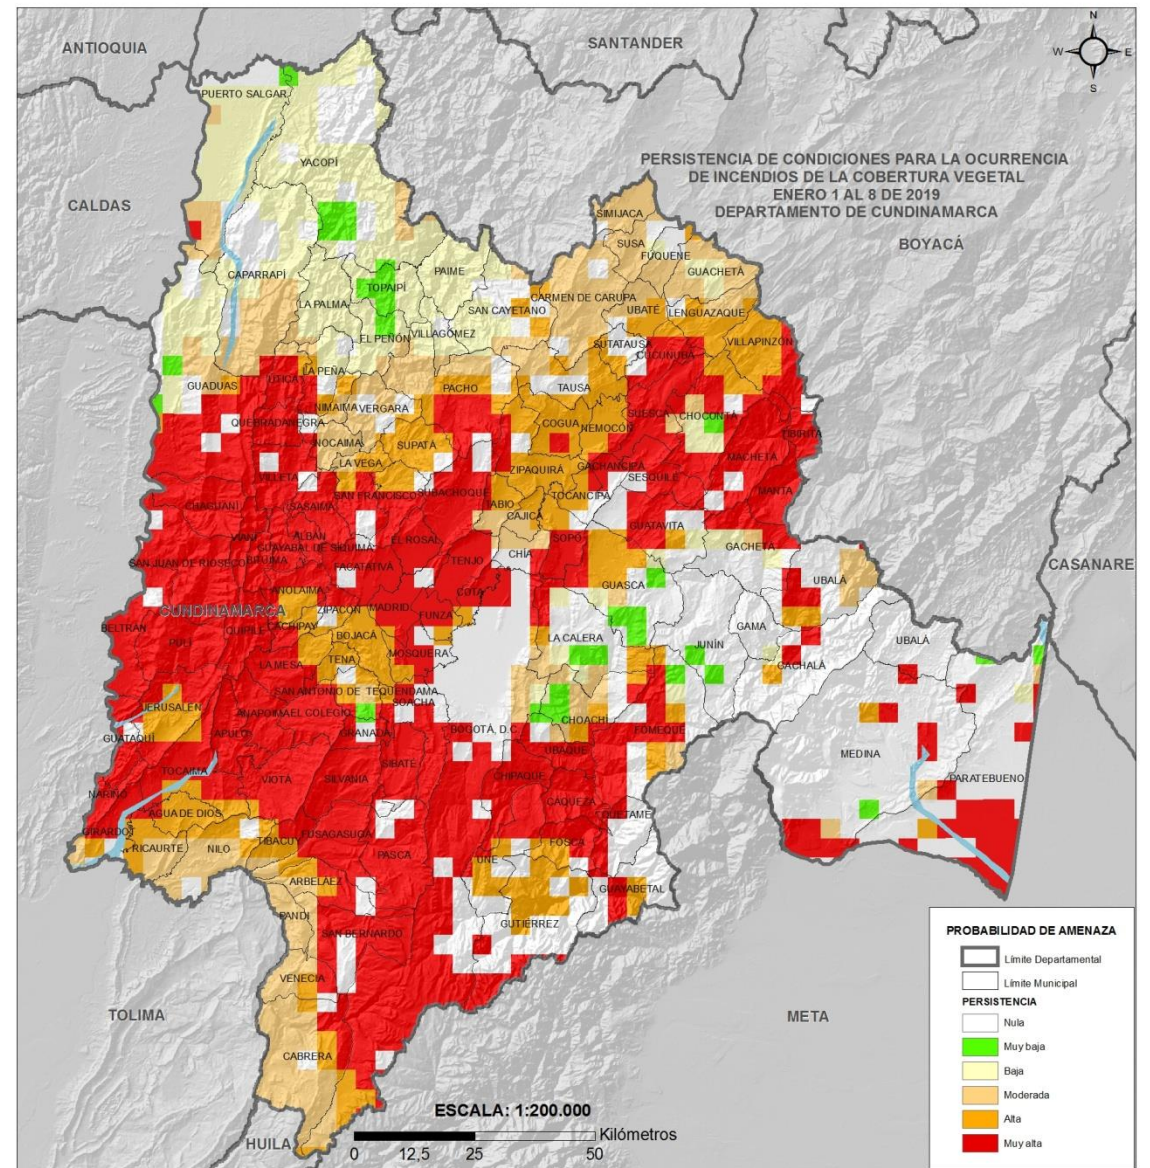 N
W E
S
ANTIOQUIA
SANTANDER
PUERTO SALGAR
YACOPÍ
PERSISTENCIA DE CONDICIONES PARA LA OCURRENCIA
DE INCENDIOS DE LA COBERTURA VEGETAL
ENERO 1 AL 8 DE 2019
DEPARTAMENTO DE CUNDINAMARCA
CALDAS
BOYACÁ
SIMIJACA
SUSA
FÚQUENE
GUACHETÁ
CAPARRAPÍ
TOPAIPÍ
PAIME
LA PALMA
SAN CAYETANO
CARMEN DE CARUPA
UBATÉ
LENGUAZAQUE
EL PEÑÓN
VILLAGÓMEZ
SUTATAUSA
CUCUNUBÁ
VILLAPINZÓN
LA PEÑA
GUADUAS
ÚTICA
PACHO
TAUSA
NIMAIMA
VERGARA
QUEBRADANEGRA
SUESCA
CHOCONTÁ
COGUA
NEMOCÓN
TIBIRITA
NOCAIMA
SUPATÁ
LA VEGA
ZIPAQUIRÁ
GACHANCIPÁ
MACHETÁ
VILLETA
SESQUILÉ
MANTA
SAN FRANCISCO
SUBACHOQUE
TOCANCIPÁ
CHAGUANÍ
SASAIMA
TABIO
CAJICÁ
GUATAVITA
VIANÍ
ALBÁN
EL ROSAL
SOPÓ
GUAYABAL DE SÍQUIMA
CHÍA
GACHETÁ
SAN JUAN DE RIOSECO
BITUIMA
FACATATIVÁ
TENJO
CASANARE
ANOLAIMA
COTA
GUASCA
UBALÁ
CUNDINAMARCA
ZIPACÓN
MADRID
FUNZA
BELTRÁN
PULÍ
QUIPILE
CACHIPAY
BOJACÁ
LA CALERA
GAMA
UBALÁ
JUNÍN
TENA
MOSQUERA
LA MESA
GACHALÁ
SAN ANTONIO DE TEQUENDAMA
SOACHA
JERUSALÉN
ANAPOIMA
EL COLEGIO
CHOACHÍ
GUATAQUÍ
APULO
GRANADA
BOGOTÁ, D.C.
FÓMEQUE
UBAQUE
MEDINA
SIBATÉ
TOCAIMA
VIOTÁ
SILVANIA
CHIPAQUE
PARATEBUENO
NARIÑO
CÁQUEZA
AGUA DE DIOS
QUETAME
GIRARDOT
FUSAGASUGÁ
RICAURTE
NILO
TIBACUY
FOSCA
PASCA
UNE
ARBELÁEZ
GUAYABETAL
PANDI
GUTIÉRREZ
SAN BERNARDO
VENECIA
TOLIMA
META
CABRERA
HUILA
ESCALA: 1:200.000
Kilómetros
0 12,5 25 50
PROBABILIDAD DE AMENAZA
Límite Departamental
Límite Municipal
PERSISTENCIA
Nula
Muy baja
Baja
Moderada
Alta
Muy alta